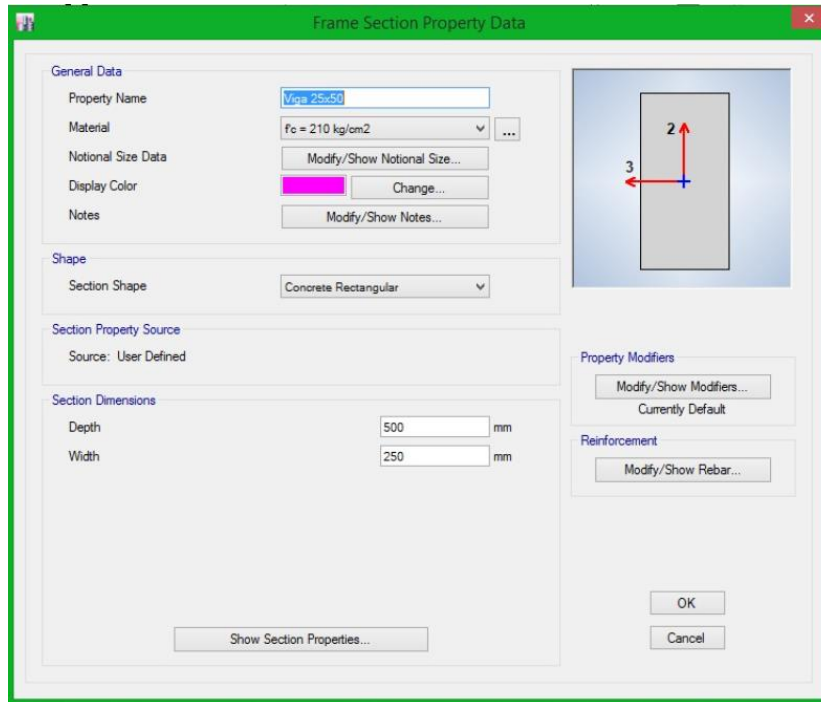 Frame Section Property Data
General Data
Property Name Viga 25x50
Material f'c = 210 kg/cm2 ...
Notional Size Data Modify/Show Notional Size...
Display Color Change...
Notes Modify/Show Notes...
Shape
Section Shape Concrete Rectangular
Section Property Source
Source: User Defined
Section Dimensions
Depth 500 mm
Width 250 mm
Show Section Properties...
2
3
Property Modifiers
Modify/Show Modifiers...
Currently Default
Reinforcement
Modify/Show Rebar...
OK
Cancel